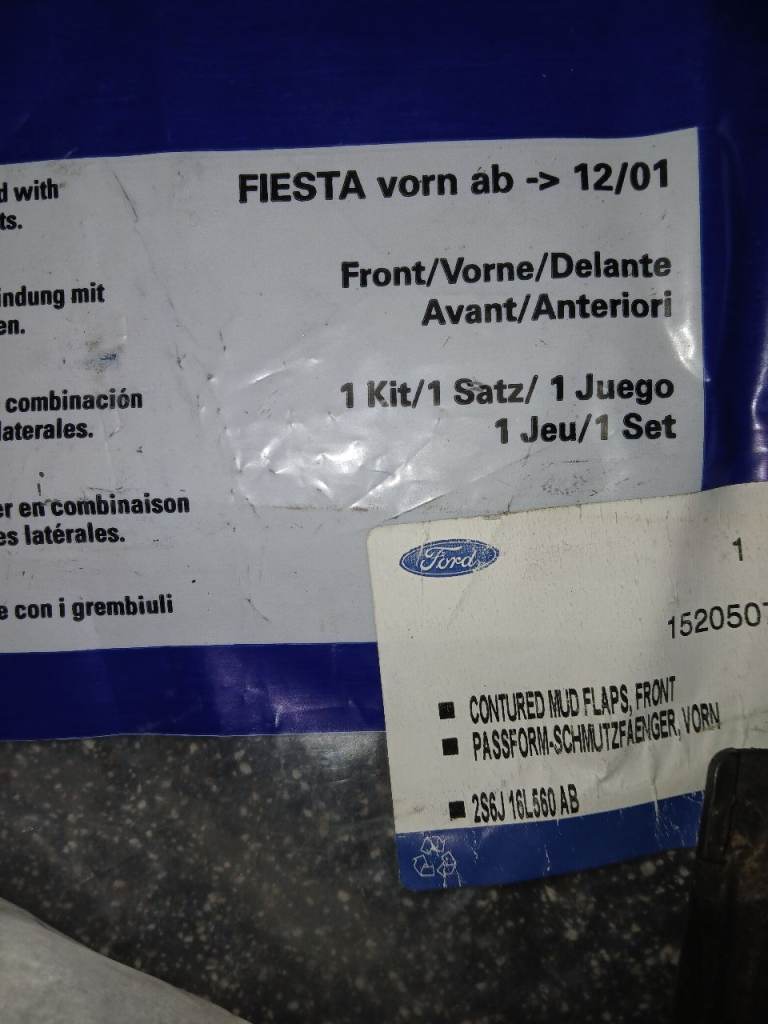 FIESTA vorn ab -> 12/01
Front/Vorne/Delante
Avant/Anteriori
1 Kit/1 Satz/ 1 Juego
1 Jeu/1 Set
with
indung mit
en.
combinación
laterales.
er en combinaison
es latérales.
e con i grembiuli
Ford
1
1520507
CONTURED MUD FLAPS, FRONT
PASSFORM-SCHMUTZFAENGER, VORN
2S6J 16L560 AB